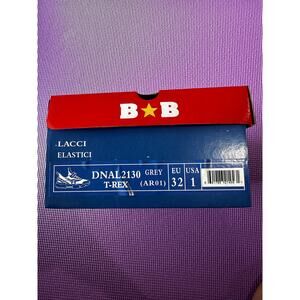 B★B
LACCI
ELASTICI
DNAL2130 GREY EU USA
T-REX (AR01) 32 1